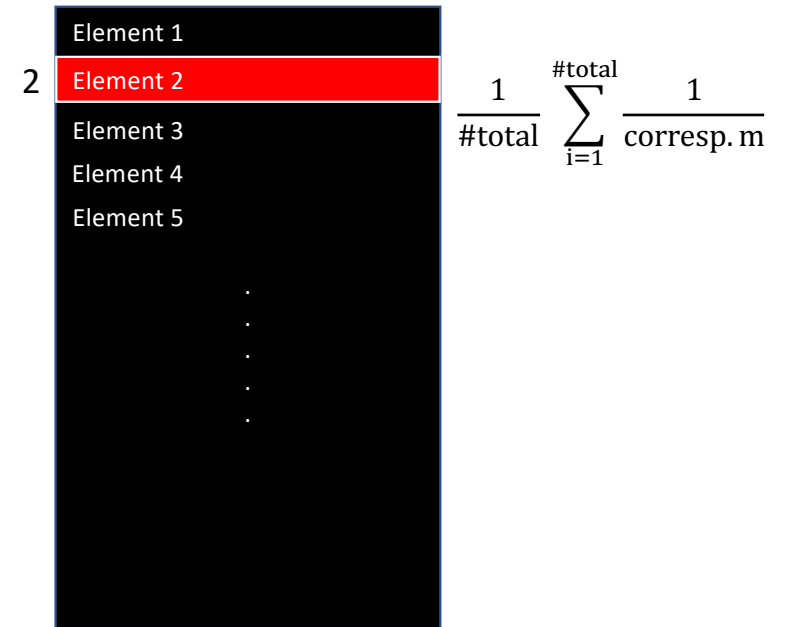 Element 1
2 Element 2
Element 3
Element 4
Element 5
.
.
.
.
.
#total
1 ∑ 1
#total corresp. m
i=1